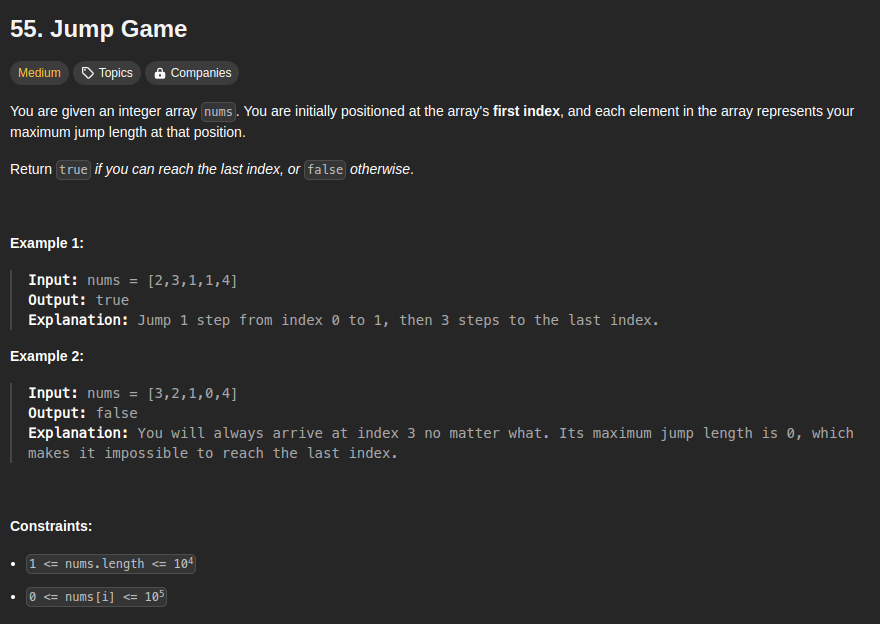 55. Jump Game
Medium Topics Companies
You are given an integer array nums. You are initially positioned at the array's first index, and each element in the array represents your
maximum jump length at that position.
Return true if you can reach the last index, or false otherwise.
Example 1:
Input: nums = [2,3,1,1,4]
Output: true
Explanation: Jump 1 step from index 0 to 1, then 3 steps to the last index.
Example 2:
Input: nums = [3,2,1,0,4]
Output: false
Explanation: You will always arrive at index 3 no matter what. Its maximum jump length is 0, which
makes it impossible to reach the last index.
Constraints:
• 1 <= nums.length <= 10⁴
• 0 <= nums[i] <= 10⁵